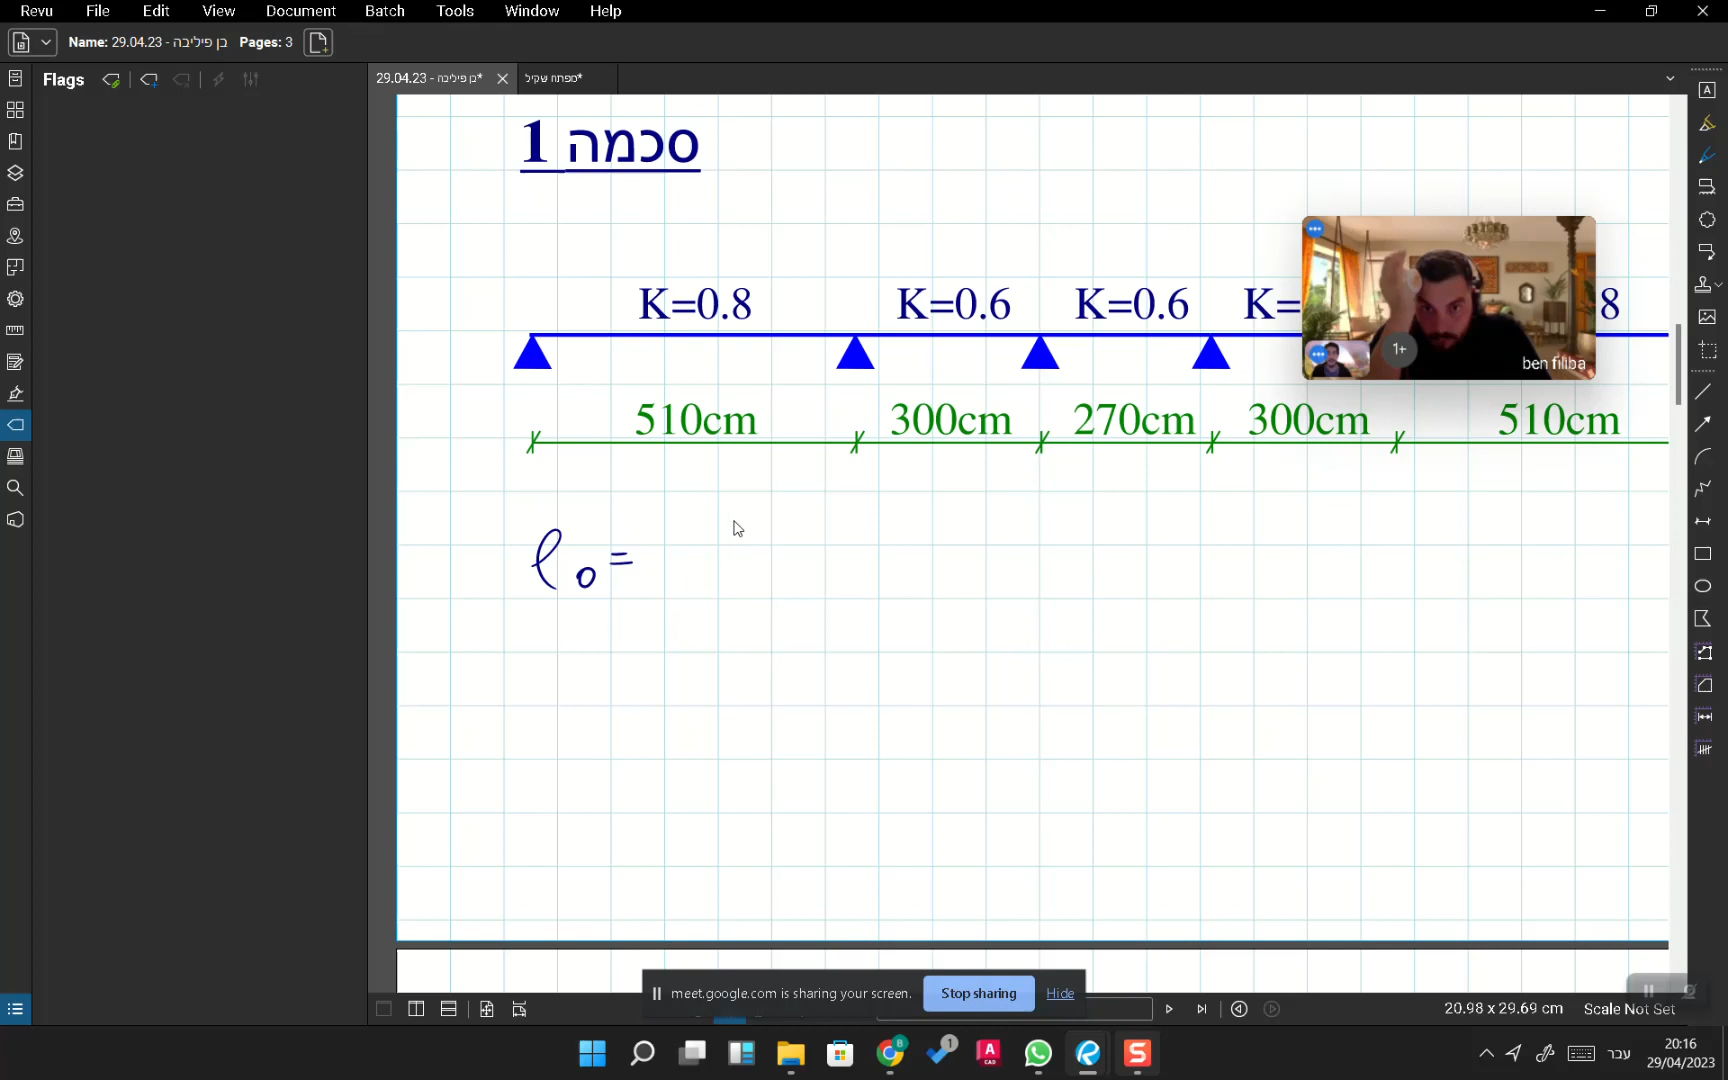 Revu File Edit View Document Batch Tools Window Help
Name: 29.04.23 - בן פיליבה Pages: 3
Flags
29.04.23 - בן פיליבה*
מפתח שקיל*
סכמה 1
K=0.8 K=0.6 K=0.6 K= 8
1+
ben filiba
510cm 300cm 270cm 300cm 510cm
ℓ₀ =
meet.google.com is sharing your screen. Stop sharing Hide
20.98 x 29.69 cm Scale Not Set
עבר
20:16
29/04/2023